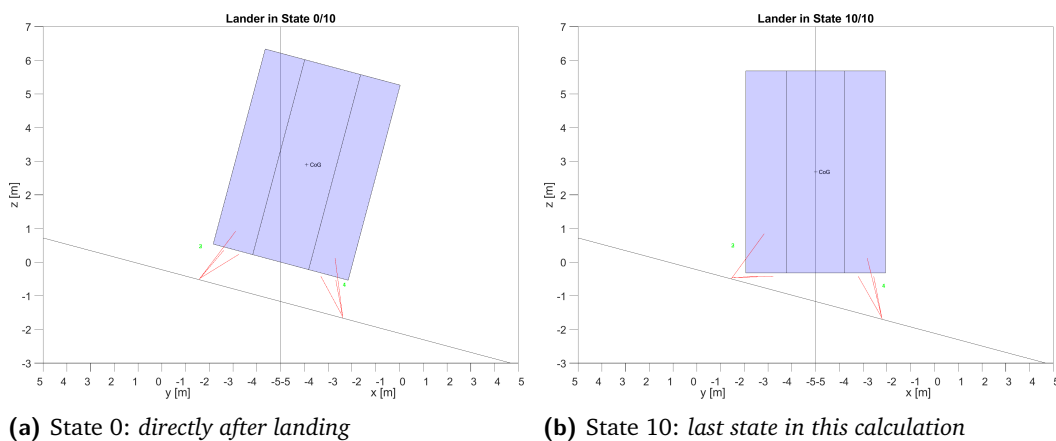 Lander in State 0/10
7
6
5
4
3
2
1
0
-1
-2
-3
z [m]
+ CoG
3
4
5 4 3 2 1 0 -1 -2 -3 -4 -5-5 -4 -3 -2 -1 0 1 2 3 4 5
y [m] x [m]
(a) State 0: directly after landing
Lander in State 10/10
7
6
5
4
3
2
1
0
-1
-2
-3
z [m]
+ CoG
3
4
5 4 3 2 1 0 -1 -2 -3 -4 -5-5 -4 -3 -2 -1 0 1 2 3 4 5
y [m] x [m]
(b) State 10: last state in this calculation